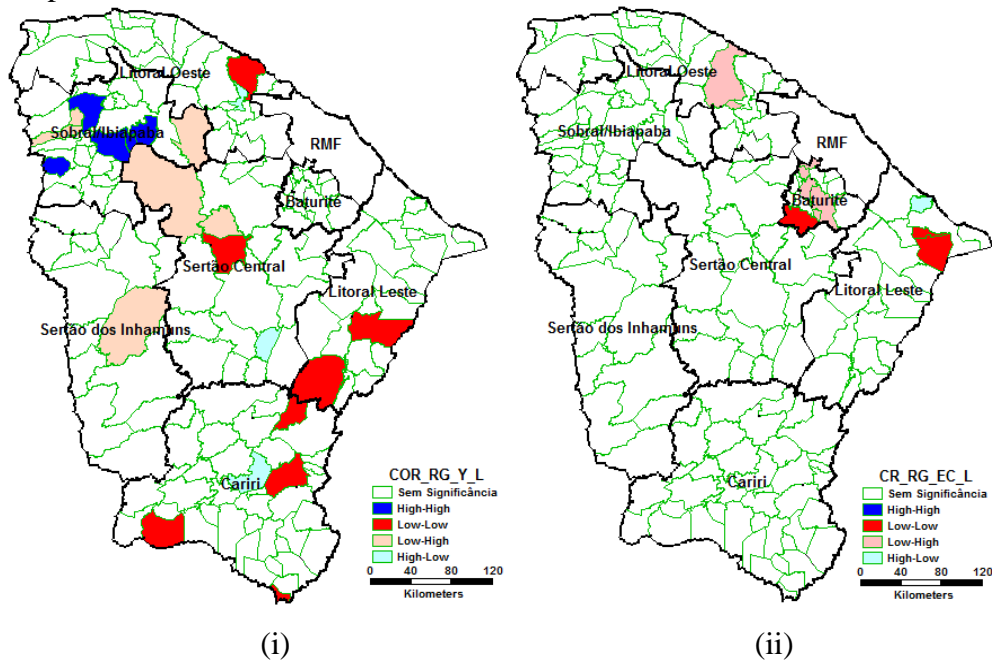 Litoral Oeste
Sobral/Ibiapaba
RMF
Baturité
Sertão Central
Litoral Leste
Sertão dos Inhamuns
Cariri
COR_RG_Y_L
Sem Significância
High-High
Low-Low
Low-High
High-Low
0 40 80 120
Kilometers
(i)
Litoral Oeste
Sobral/Ibiapaba
RMF
Baturité
Sertão Central
Litoral Leste
Sertão dos Inhamuns
Cariri
CR_RG_EC_L
Sem Significância
High-High
Low-Low
Low-High
High-Low
0 40 80 120
Kilometers
(ii)